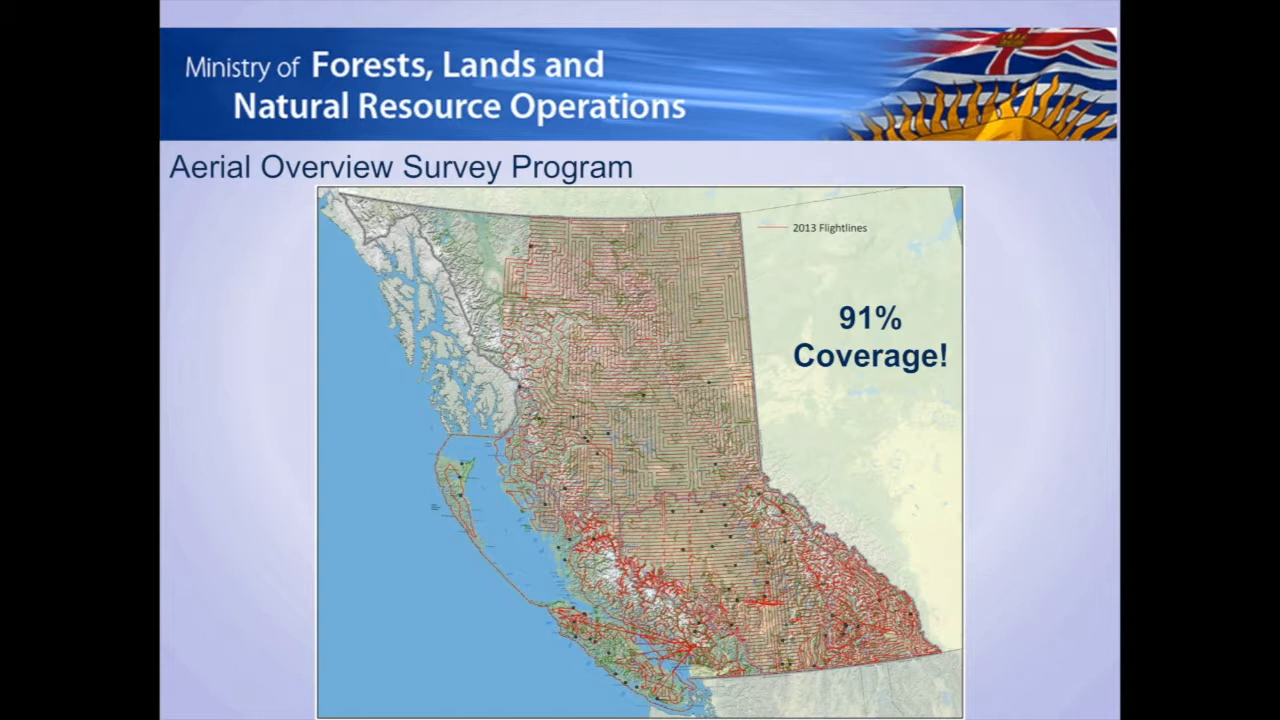 Ministry of Forests, Lands and
Natural Resource Operations
Aerial Overview Survey Program
2013 Flightlines
91%
Coverage!